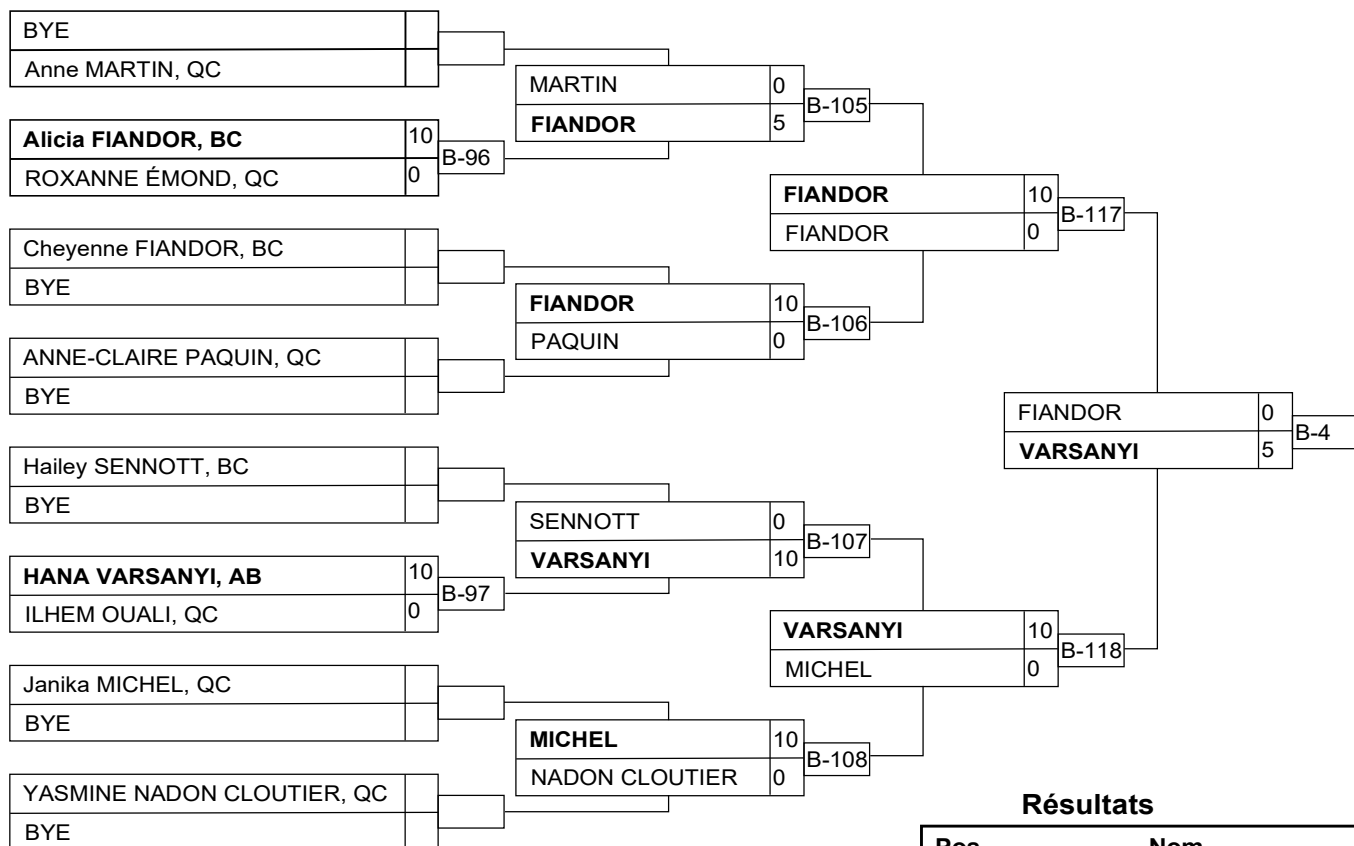 BYE
Anne MARTIN, QC
MARTIN 0
B-105
FIANDOR 5
Alicia FIANDOR, BC 10
B-96
ROXANNE ÉMOND, QC 0
FIANDOR 10
B-117
FIANDOR 0
Cheyenne FIANDOR, BC
BYE
FIANDOR 10
B-106
PAQUIN 0
ANNE-CLAIRE PAQUIN, QC
BYE
FIANDOR 0
B-4
VARSANYI 5
Hailey SENNOTT, BC
BYE
SENNOTT 0
B-107
VARSANYI 10
HANA VARSANYI, AB 10
B-97
ILHEM OUALI, QC 0
VARSANYI 10
B-118
MICHEL 0
Janika MICHEL, QC
BYE
MICHEL 10
B-108
NADON CLOUTIER 0
YASMINE NADON CLOUTIER, QC
BYE
Résultats
Pos Nom